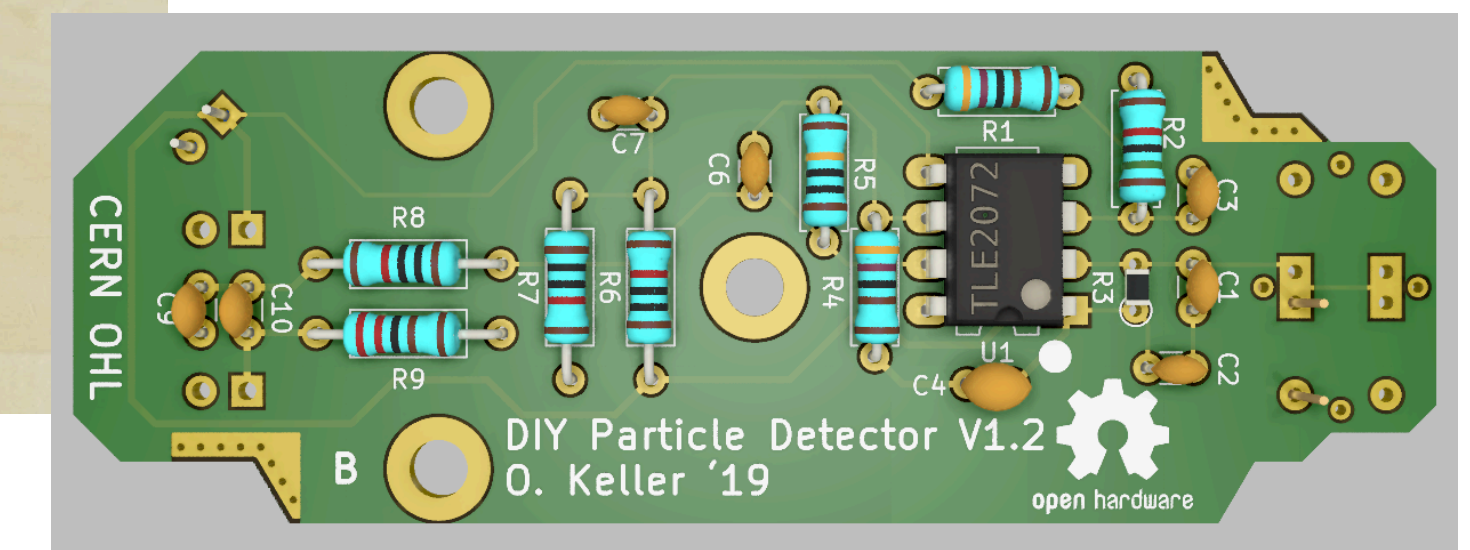 R1
R2
C7
C6
R5
C3
TLE2072
CERN OHL
R8
R7
R6
R4
R3
C1
C9
C10
R9
U1
C2
C4
DIY Particle Detector V1.2
B
O. Keller '19
open hardware